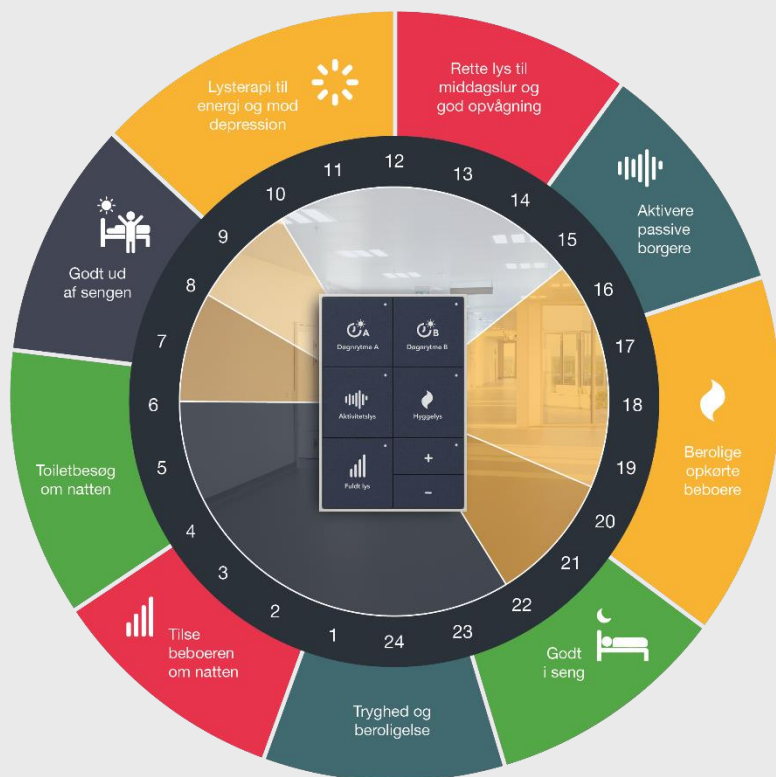 Lysterapi til
energi og mod
depression
Rette lys til
middagslur og
god opvågning
Aktivere
passive
borgere
Berolige
opkørte
beboere
Godt
i seng
Tryghed og
beroligelse
Tilse
beboeren
om natten
Toiletbesøg
om natten
Godt ud
af sengen
12
13
14
15
16
17
18
19
20
21
22
23
24
1
2
3
4
5
6
7
8
9
10
11
A
Døgnrytme A
B
Døgnrytme B
Aktivitetslys
Hyggelys
Fuldt lys
+
−